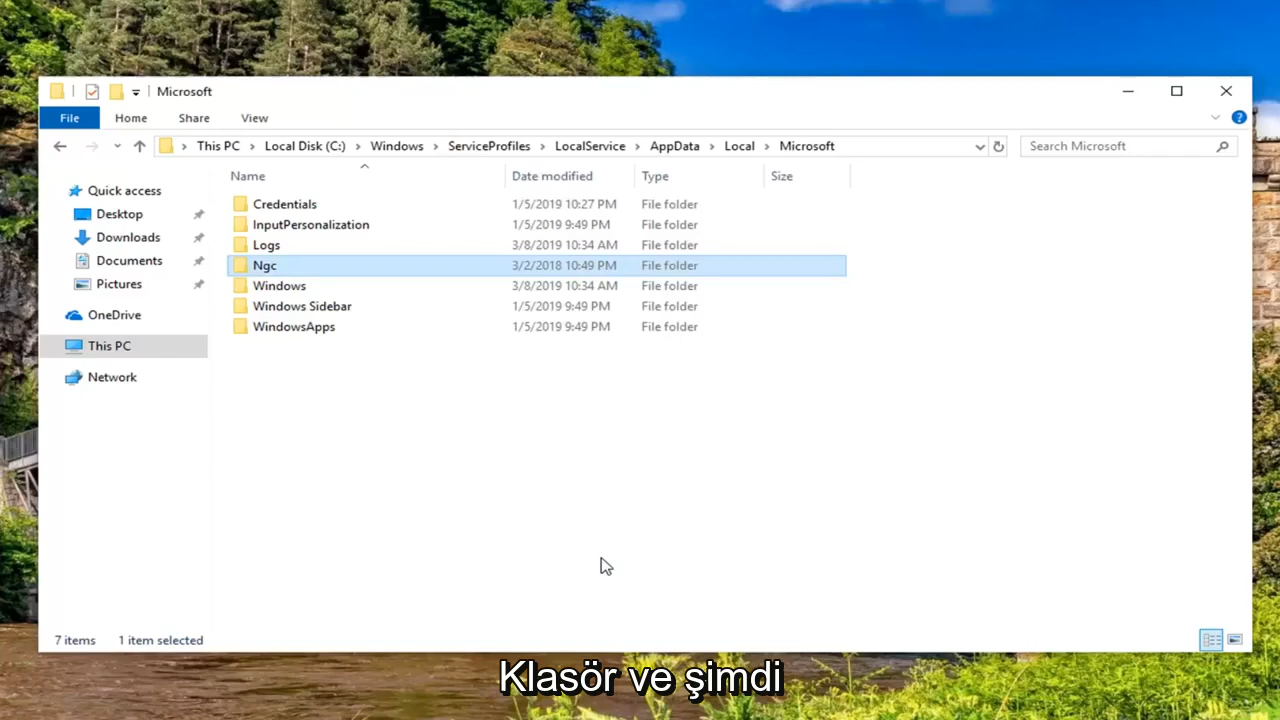 Microsoft
File Home Share View
This PC Local Disk (C:) Windows ServiceProfiles LocalService AppData Local Microsoft Search Microsoft
Name Date modified Type Size
Quick access
Desktop
Downloads
Documents
Pictures
OneDrive
This PC
Network
Credentials 1/5/2019 10:27 PM File folder
InputPersonalization 1/5/2019 9:49 PM File folder
Logs 3/8/2019 10:34 AM File folder
Ngc 3/2/2018 10:49 PM File folder
Windows 3/8/2019 10:34 AM File folder
Windows Sidebar 1/5/2019 9:49 PM File folder
WindowsApps 1/5/2019 9:49 PM File folder
7 items 1 item selected
Klasör ve şimdi